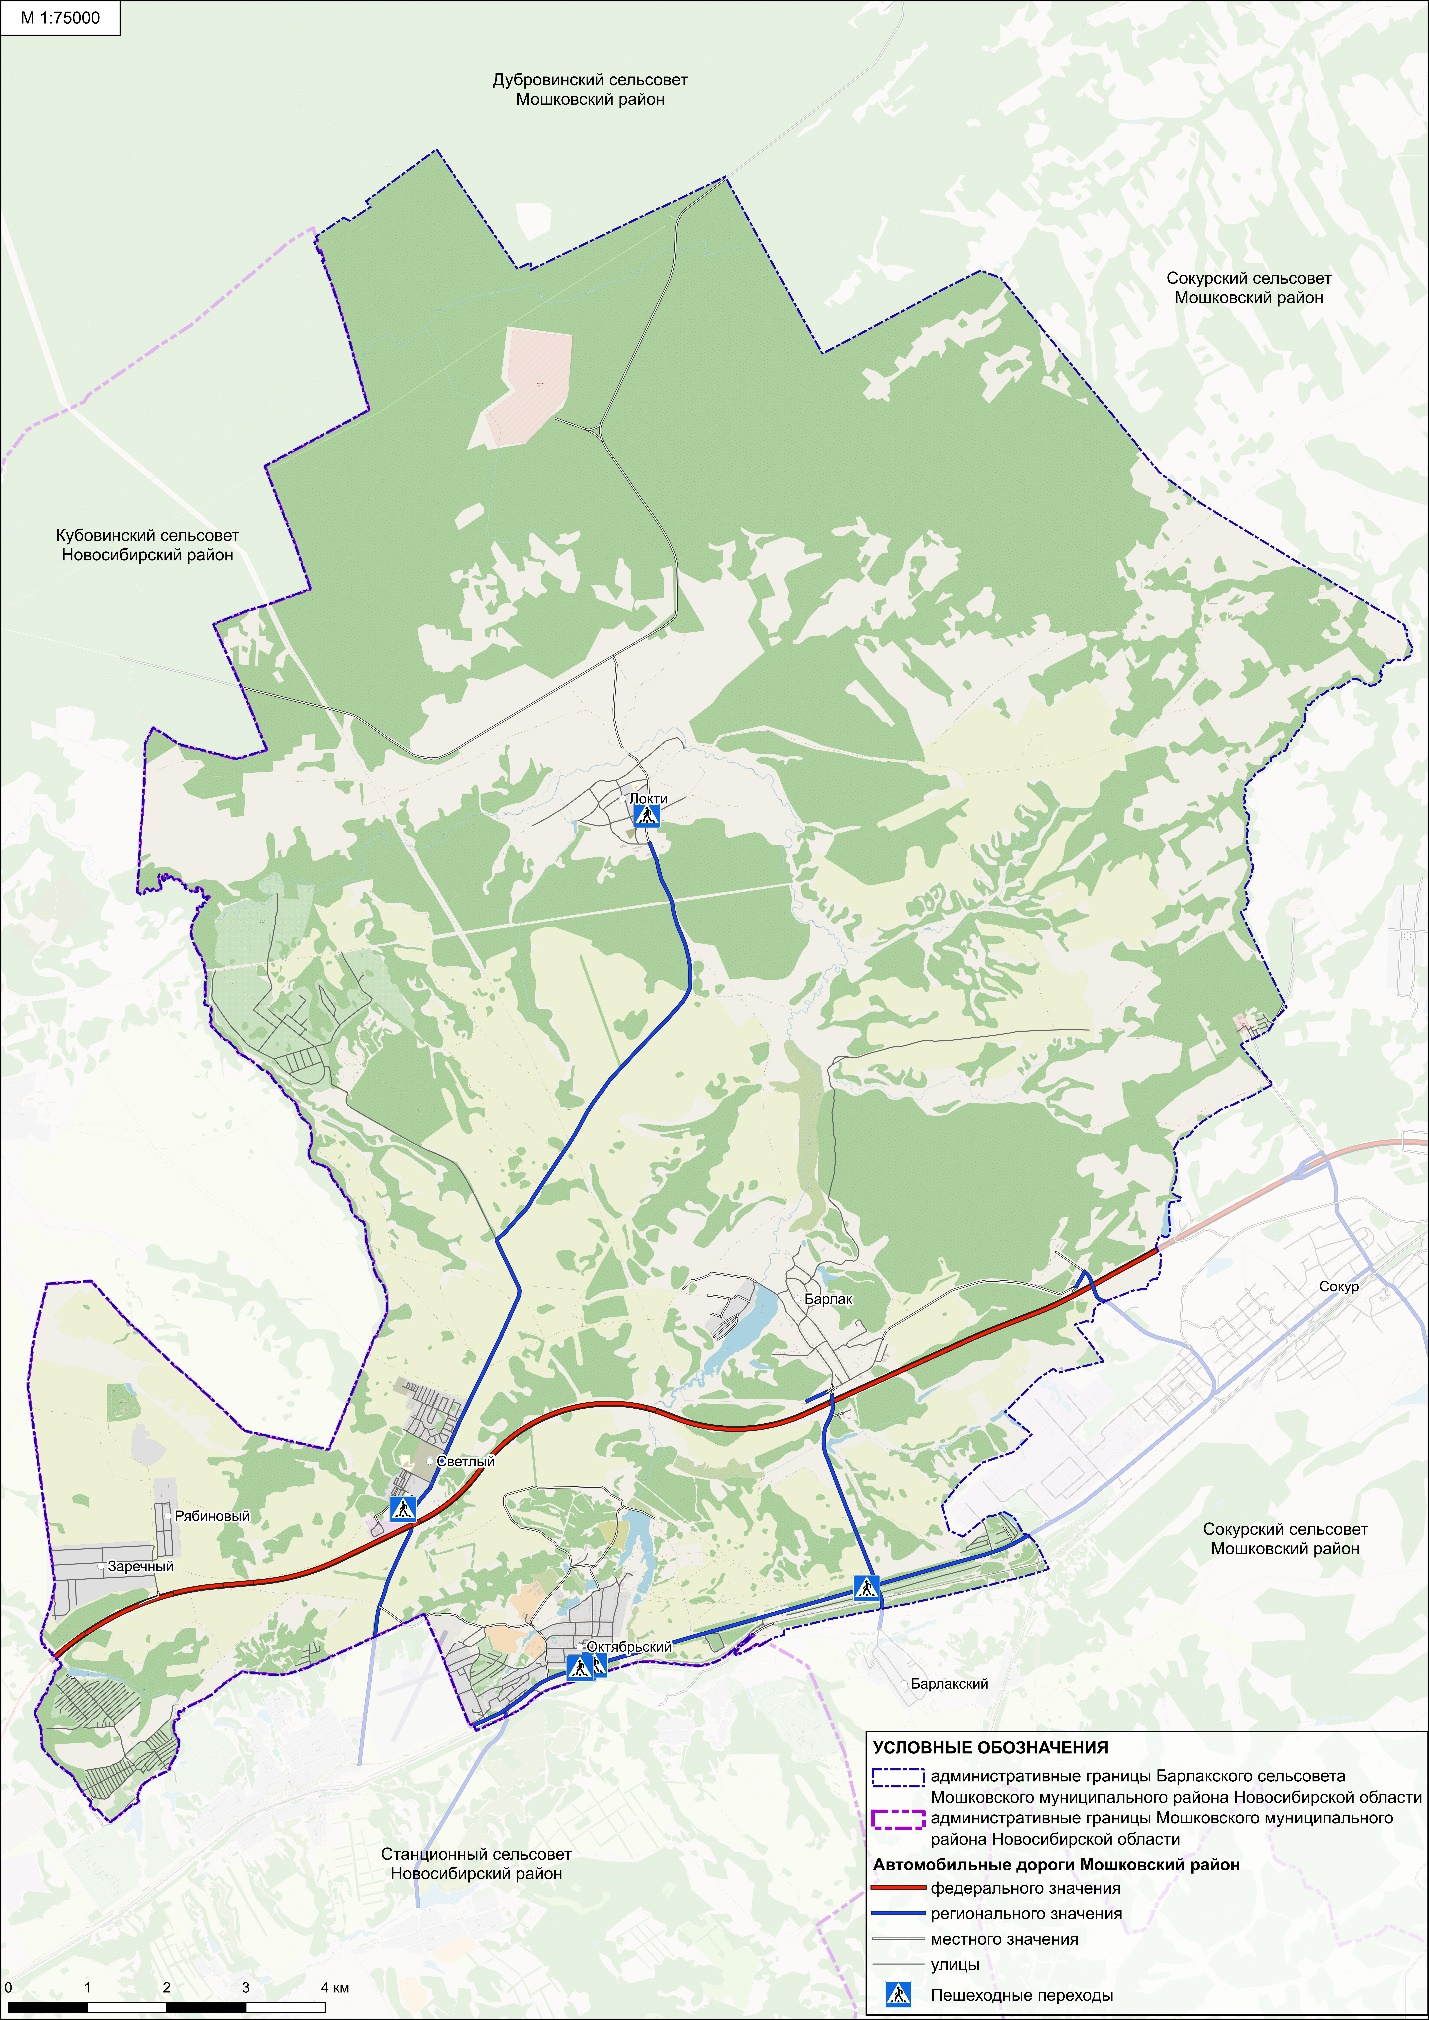 М 1:75000
Дубровинский сельсовет
Мошковский район
Сокурский сельсовет
Мошковский район
Кубовинский сельсовет
Новосибирский район
Локти
Барлак
Сокур
Светлый
Рябиновый
Заречный
Сокурский сельсовет
Мошковский район
Октябрьский
Барлакский
Станционный сельсовет
Новосибирский район
УСЛОВНЫЕ ОБОЗНАЧЕНИЯ
административные границы Барлакского сельсовета
Мошковского муниципального района Новосибирской области
административные границы Мошковского муниципального
района Новосибирской области
Автомобильные дороги Мошковский район
федерального значения
регионального значения
местного значения
улицы
Пешеходные переходы
0 1 2 3 4 км